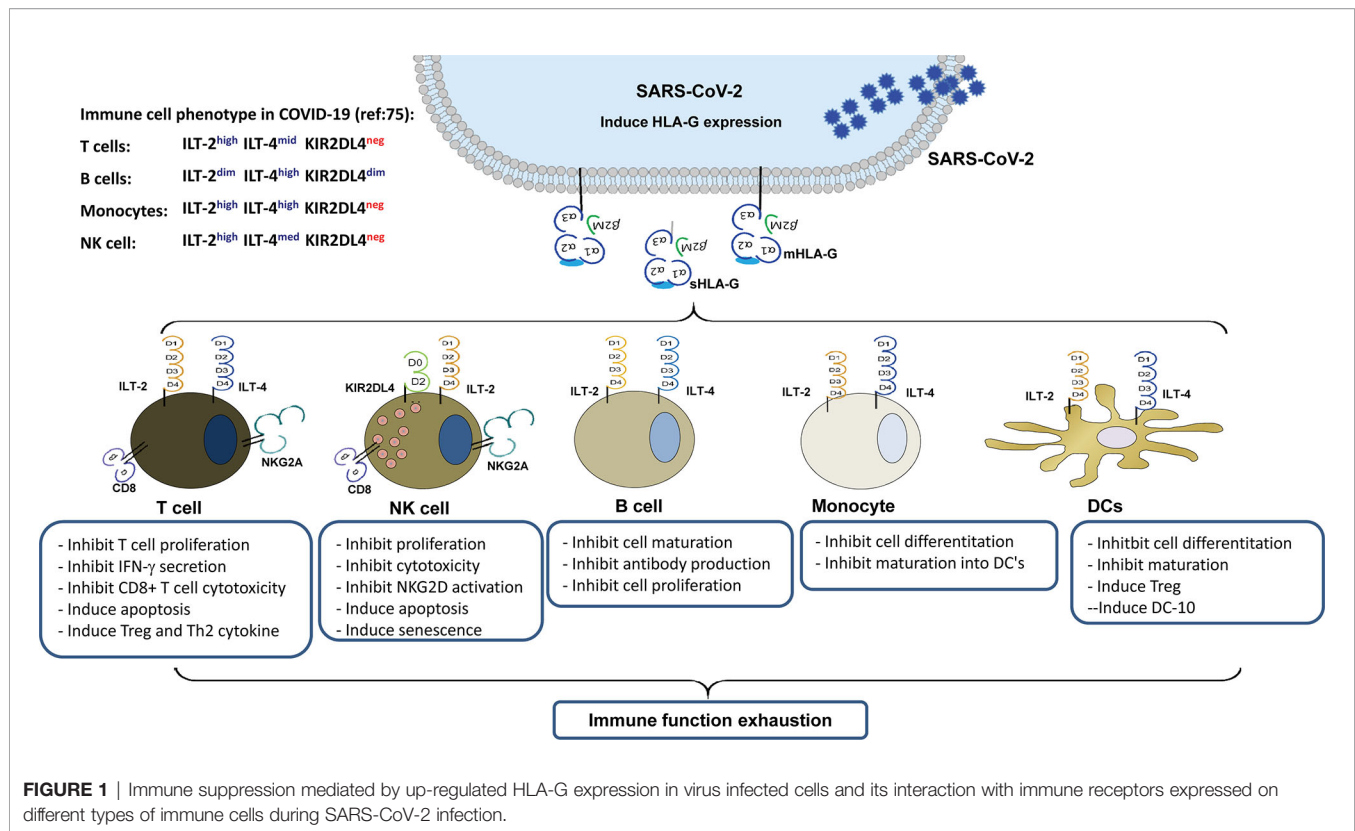 SARS-CoV-2
Induce HLA-G expression
SARS-CoV-2
Immune cell phenotype in COVID-19 (ref:75):
T cells: ILT-2high ILT-4mid KIR2DL4neg
B cells: ILT-2dim ILT-4high KIR2DL4dim
Monocytes: ILT-2high ILT-4high KIR2DL4neg
NK cell: ILT-2high ILT-4med KIR2DL4neg
α3
β2M
α2
α1
α3
β2M
α2
α1
sHLA-G
α3
β2M
α2
α1
mHLA-G
D1
D2
D3
D4
ILT-2
D1
D2
D3
D4
ILT-4
CD8
NKG2A
T cell
- Inhibit T cell proliferation
- Inhibit IFN-γ secretion
- Inhibit CD8+ T cell cytotoxicity
- Induce apoptosis
- Induce Treg and Th2 cytokine
KIR2DL4
D0
D2
D1
D2
D3
D4
ILT-2
CD8
NKG2A
NK cell
- Inhibit proliferation
- Inhibit cytotoxicity
- Inhibit NKG2D activation
- Induce apoptosis
- Induce senescence
D1
D2
D3
D4
ILT-2
D1
D2
D3
D4
ILT-4
B cell
- Inhibit cell maturation
- Inhibit antibody production
- Inhibit cell proliferation
D1
D2
D3
D4
ILT-2
D1
D2
D3
D4
ILT-4
Monocyte
- Inhibit cell differentitation
- Inhibit maturation into DC's
D1
D2
D3
D4
ILT-2
D1
D2
D3
D4
ILT-4
DCs
- Inhitbit cell differentitation
- Inhibit maturation
- Induce Treg
--Induce DC-10
Immune function exhaustion
FIGURE 1 | Immune suppression mediated by up-regulated HLA-G expression in virus infected cells and its interaction with immune receptors expressed on
different types of immune cells during SARS-CoV-2 infection.